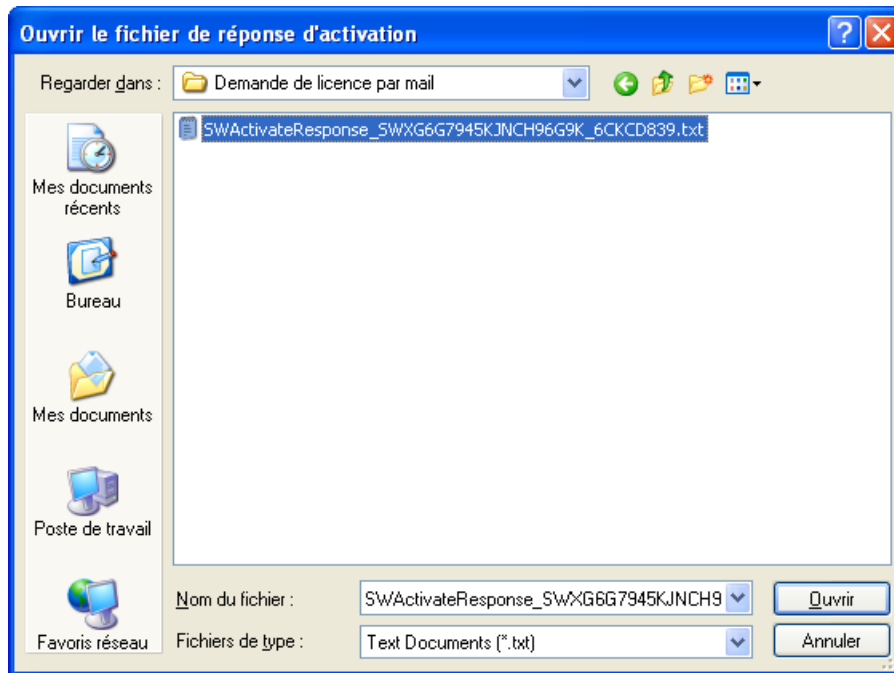 Ouvrir le fichier de réponse d'activation
Regarder dans :
Demande de licence par mail
SWActivateResponse_SWXG6G7945KJNCH96G9K_6CKCD839.txt
Mes documents
récents
Bureau
Mes documents
Poste de travail
Favoris réseau
Nom du fichier :
SWActivateResponse_SWXG6G7945KJNCH9
Ouvrir
Fichiers de type :
Text Documents (*.txt)
Annuler